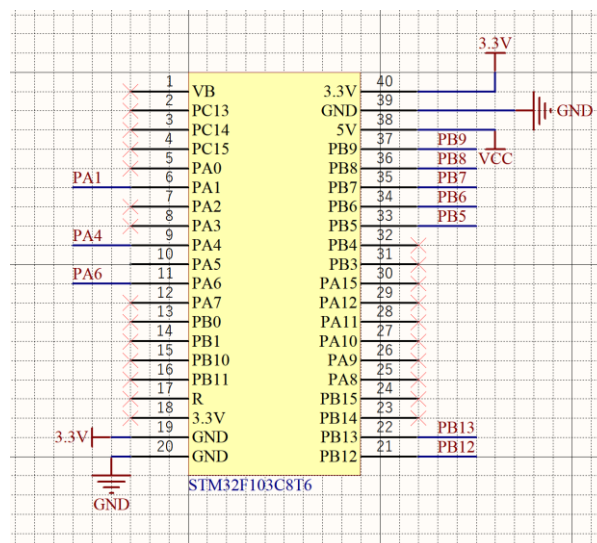 3.3V
1 VB 3.3V 40
2 PC13 GND 39 GND
3 PC14 5V 38
4 PC15 PB9 37 PB9
VCC
5 PA0 PB8 36 PB8
PA1 6 PA1 PB7 35 PB7
7 PA2 PB6 34 PB6
8 PA3 PB5 33 PB5
PA4 9 PA4 PB4 32
10 PA5 PB3 31
PA6 11 PA6 PA15 30
12 PA7 PA12 29
13 PB0 PA11 28
14 PB1 PA10 27
15 PB10 PA9 26
16 PB11 PA8 25
17 R PB15 24
18 3.3V PB14 23
3.3V 19 GND PB13 22 PB13
20 GND PB12 21 PB12
GND
STM32F103C8T6